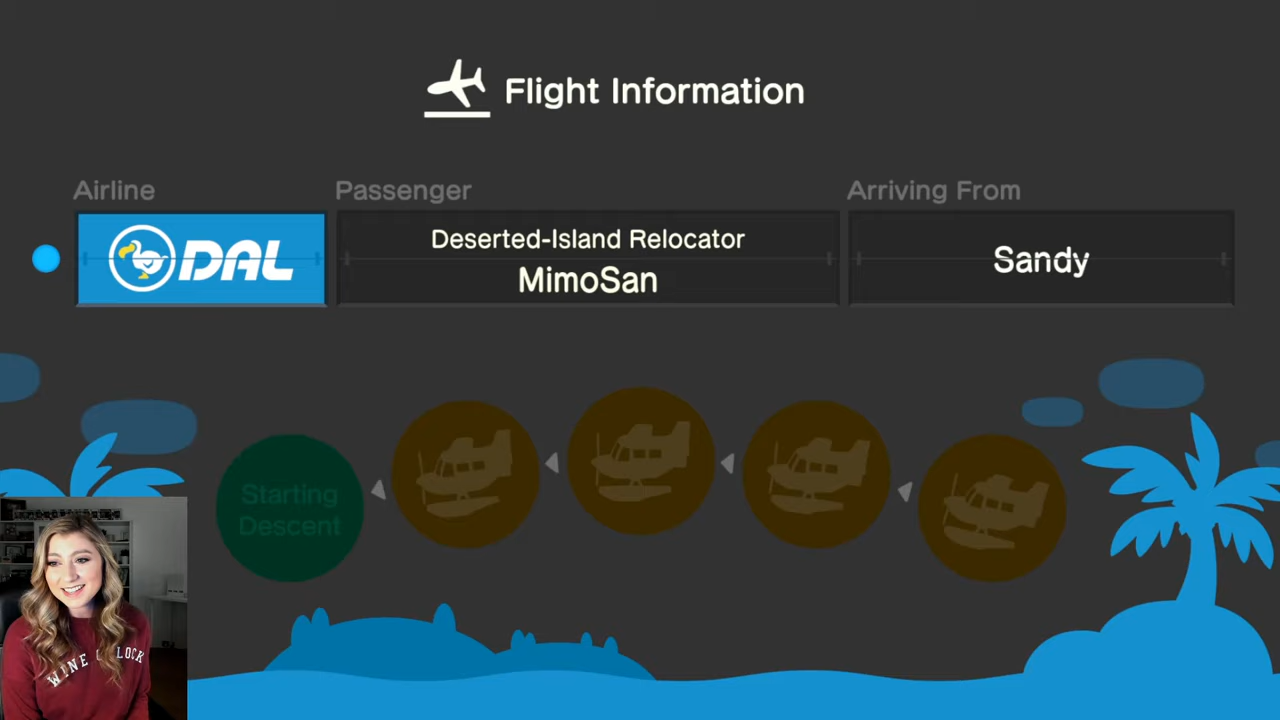 Flight Information
Airline
Passenger
Arriving From
DAL
Deserted-Island Relocator
MimoSan
Sandy
Starting
Descent
WINE O'CLOCK